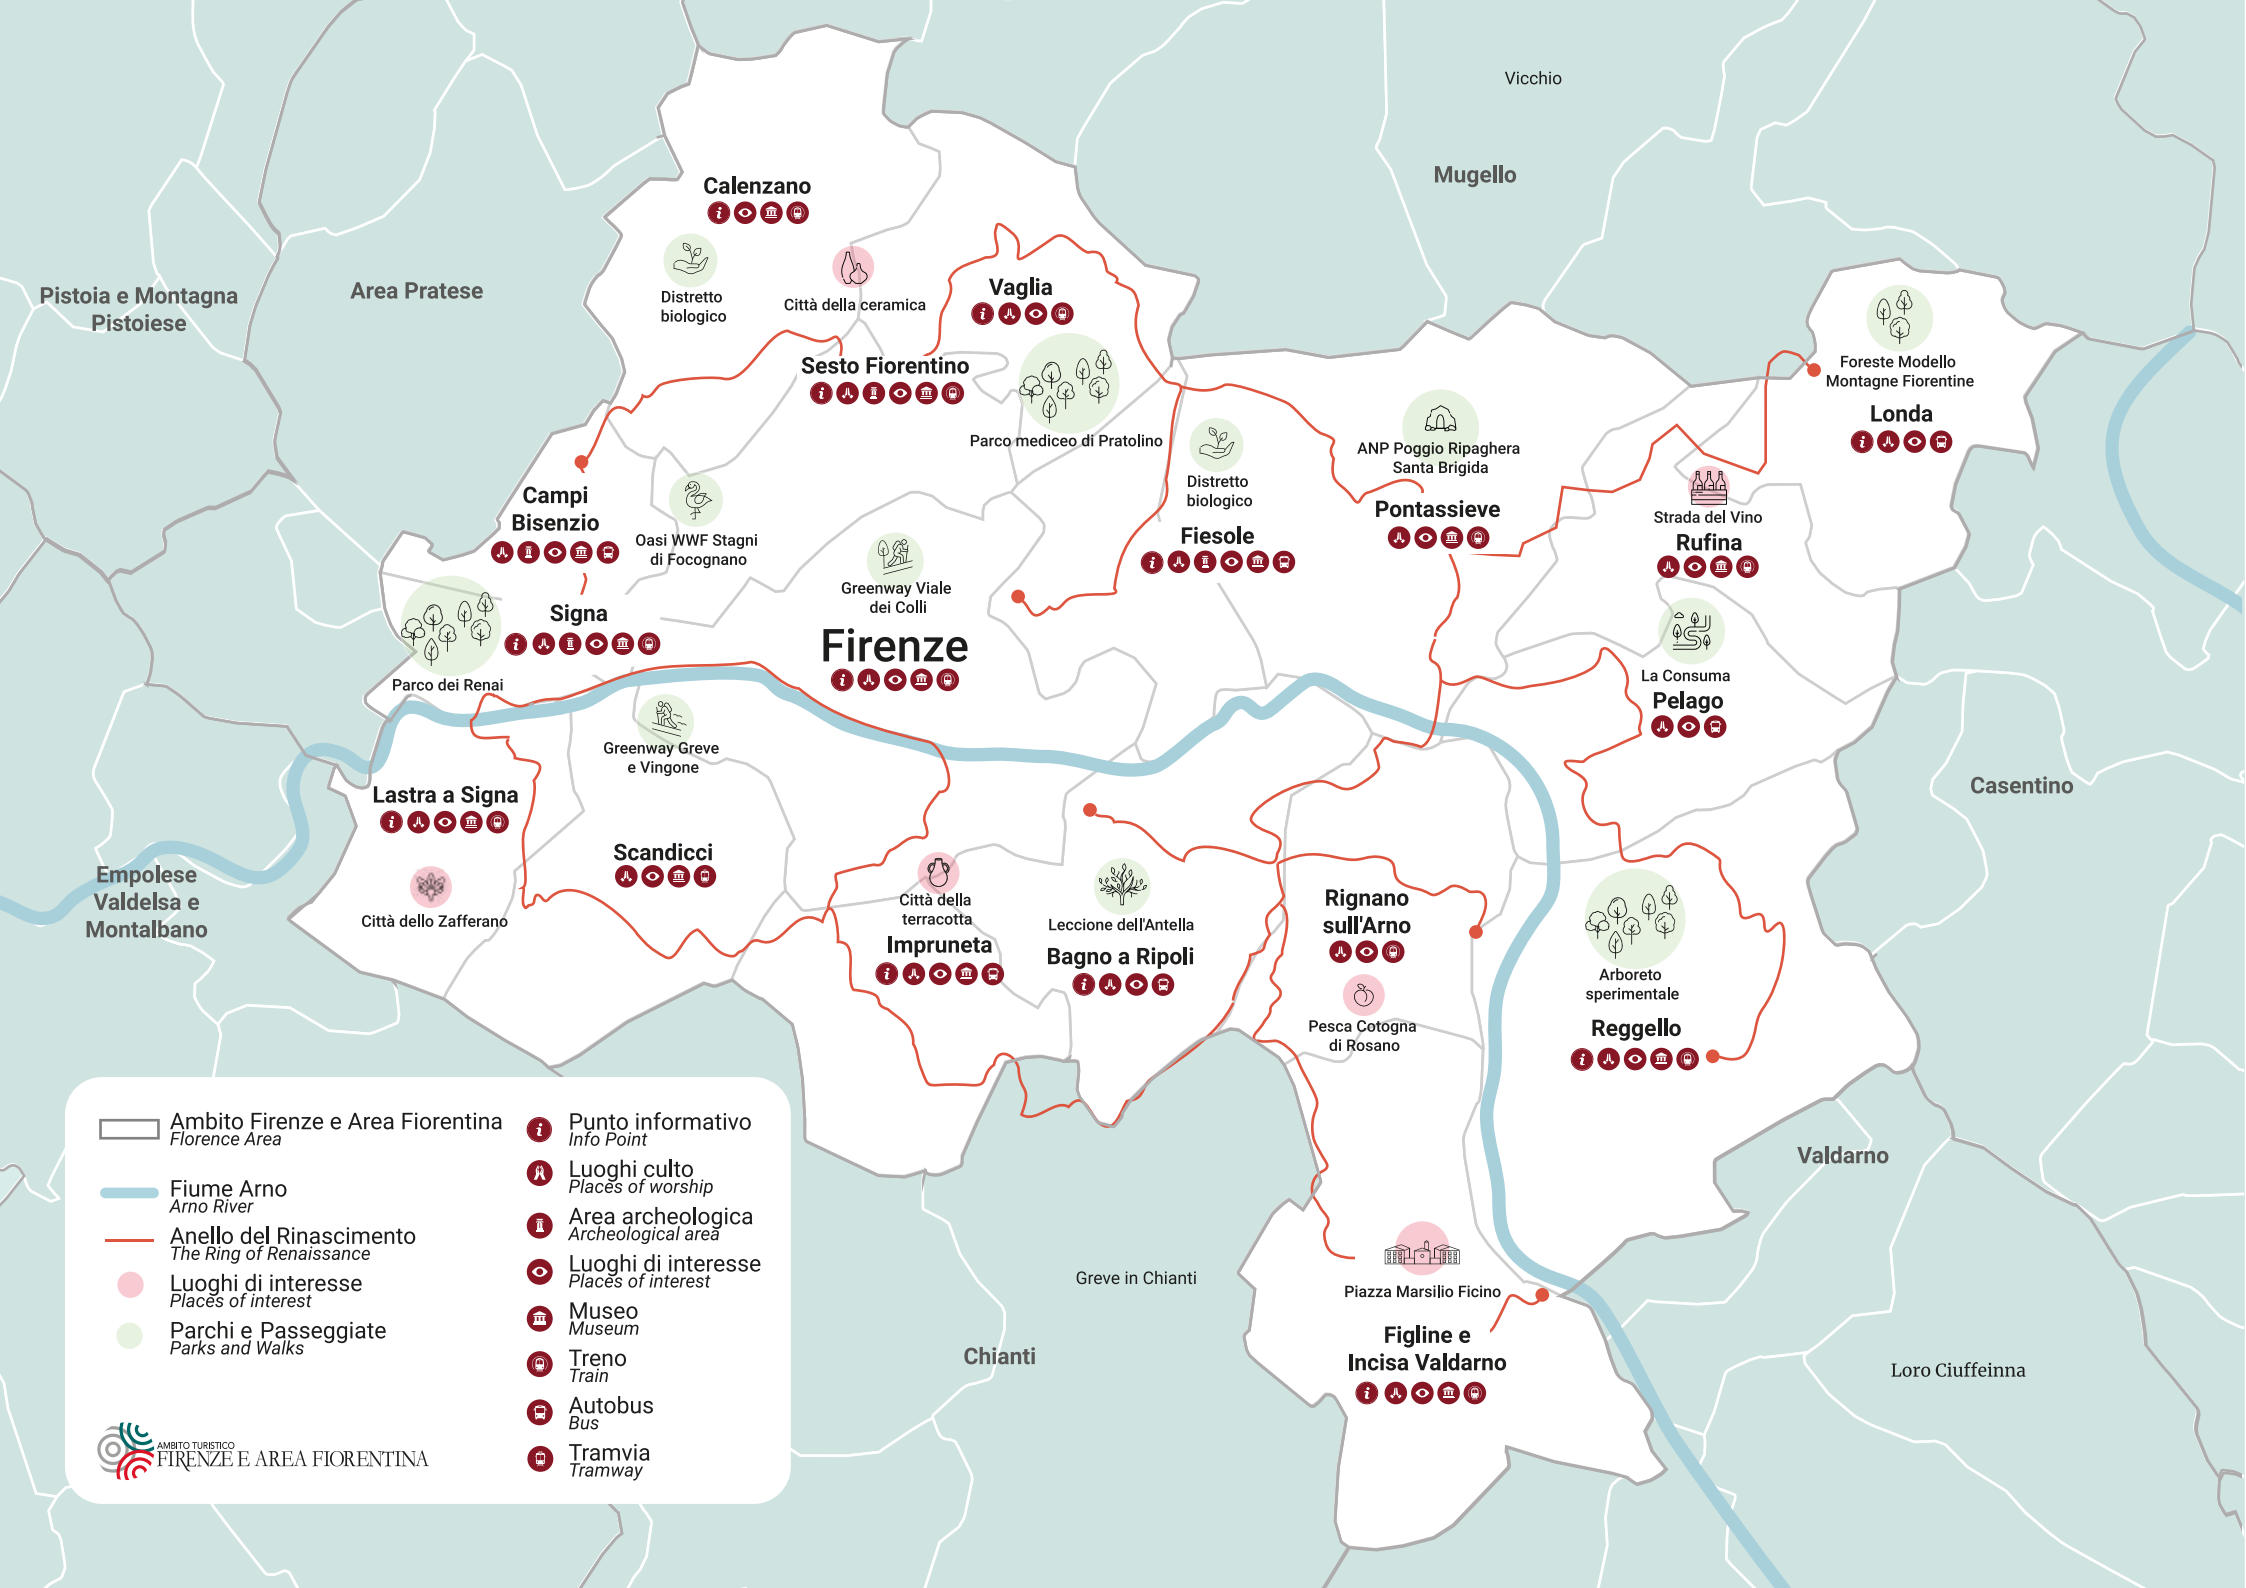 Vicchio
Mugello
Calenzano
Pistoia e Montagna
Pistoiese
Area Pratese
Distretto
biologico
Città della ceramica
Vaglia
Sesto Fiorentino
Parco mediceo di Pratolino
Foreste Modello
Montagne Fiorentine
Londa
ANP Poggio Ripaghera
Santa Brigida
Pontassieve
Distretto
biologico
Fiesole
Strada del Vino
Rufina
Campi
Bisenzio
Oasi WWF Stagni
di Focognano
Greenway Viale
dei Colli
Firenze
Signa
Parco dei Renai
La Consuma
Pelago
Greenway Greve
e Vingone
Lastra a Signa
Città dello Zafferano
Scandicci
Casentino
Empolese
Valdelsa e
Montalbano
Città della
terracotta
Impruneta
Leccione dell'Antella
Bagno a Ripoli
Rignano
sull'Arno
Pesca Cotogna
di Rosano
Arboreto
sperimentale
Reggello
Valdarno
Greve in Chianti
Chianti
Piazza Marsilio Ficino
Figline e
Incisa Valdarno
Loro Ciuffeinna
Ambito Firenze e Area Fiorentina
Florence Area
Fiume Arno
Arno River
Anello del Rinascimento
The Ring of Renaissance
Luoghi di interesse
Places of interest
Parchi e Passeggiate
Parks and Walks
Punto informativo
Info Point
Luoghi culto
Places of worship
Area archeologica
Archeological area
Luoghi di interesse
Places of interest
Museo
Museum
Treno
Train
Autobus
Bus
Tramvia
Tramway
AMBITO TURISTICO
FIRENZE E AREA FIORENTINA